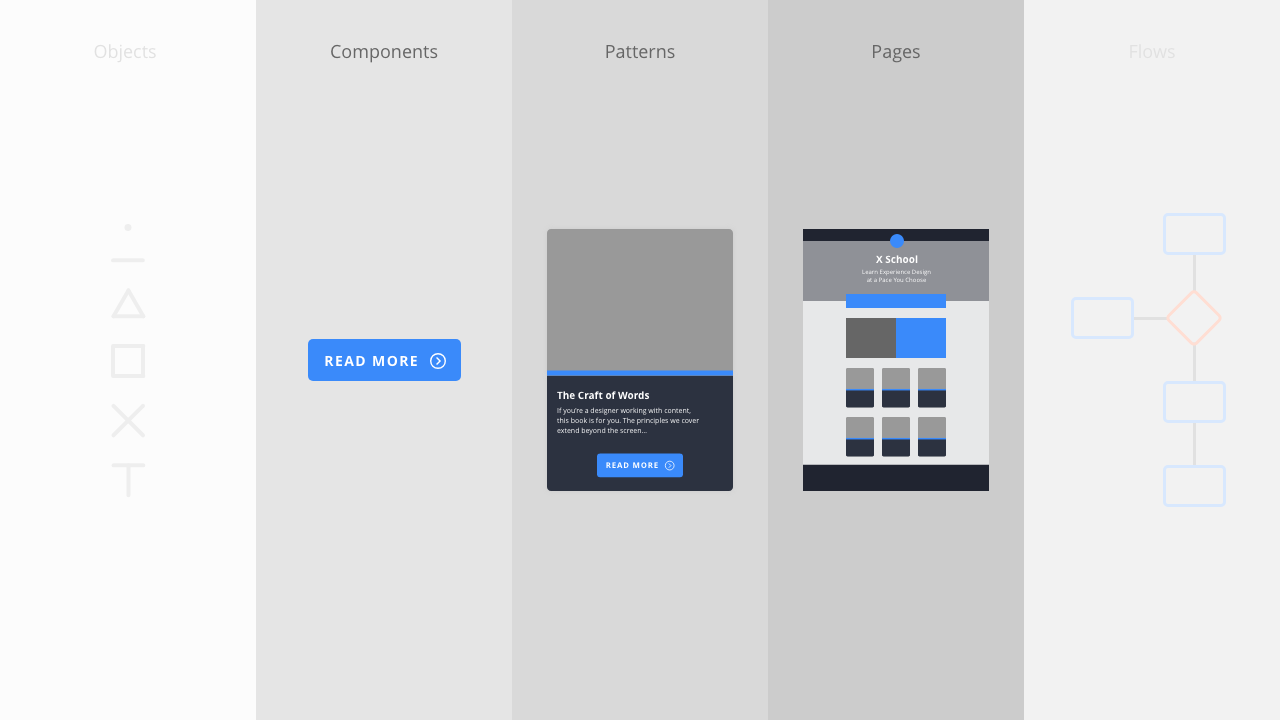 Objects
Components
Patterns
Pages
Flows
READ MORE
The Craft of Words
If you're a designer working with content,
this book is for you. The principles we cover
extend beyond the screen...
READ MORE
X School
Learn Experience Design
at a Pace You Choose